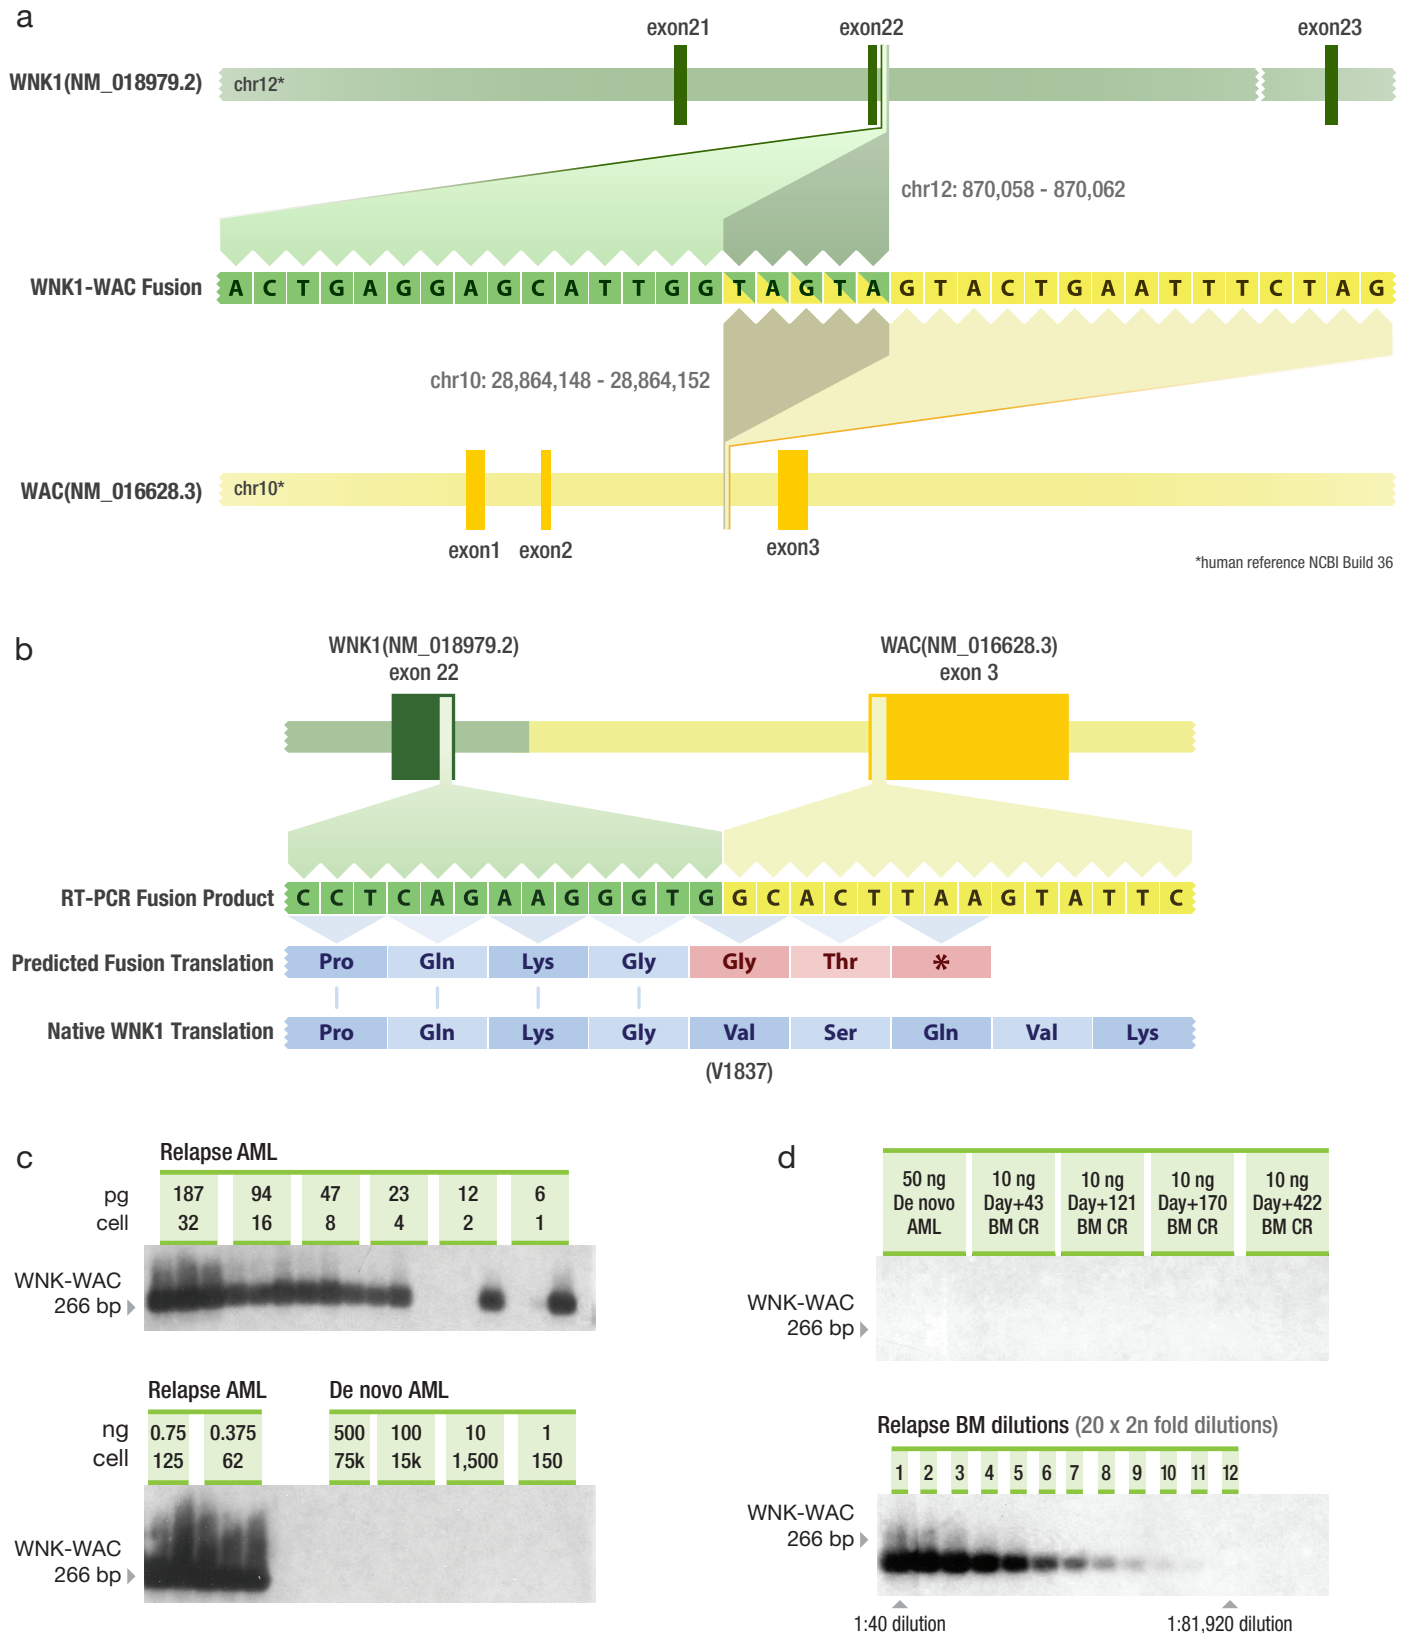 a
exon21 exon22 exon23
WNK1(NM_018979.2) chr12*
chr12: 870,058 - 870,062
WNK1-WAC Fusion A C T G A G G A G C A T T G G T A G T A G T A C T G A A T T T C T A G
chr10: 28,864,148 - 28,864,152
WAC(NM_016628.3) chr10*
exon1 exon2 exon3
*human reference NCBI Build 36
b
WNK1(NM_018979.2) WAC(NM_016628.3)
exon 22 exon 3
RT-PCR Fusion Product C C T C A G A A G G G T G G C A C T T A A G T A T T C
Predicted Fusion Translation Pro Gln Lys Gly Gly Thr *
Native WNK1 Translation Pro Gln Lys Gly Val Ser Gln Val Lys
(V1837)
c
Relapse AML
pg 187 94 47 23 12 6
cell 32 16 8 4 2 1
WNK-WAC
266 bp
Relapse AML De novo AML
ng 0.75 0.375 500 100 10 1
cell 125 62 75k 15k 1,500 150
WNK-WAC
266 bp
d
50 ng 10 ng 10 ng 10 ng 10 ng
De novo Day+43 Day+121 Day+170 Day+422
AML BM CR BM CR BM CR BM CR
WNK-WAC
266 bp
Relapse BM dilutions (20 x 2n fold dilutions)
1 2 3 4 5 6 7 8 9 10 11 12
WNK-WAC
266 bp
1:40 dilution 1:81,920 dilution